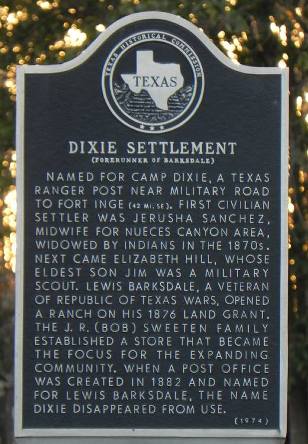 TEXAS HISTORICAL COMMISSION
TEXAS
DIXIE SETTLEMENT
(FORERUNNER OF BARKSDALE)
NAMED FOR CAMP DIXIE, A TEXAS
RANGER POST NEAR MILITARY ROAD
TO FORT INGE (42 MI. SE). FIRST CIVILIAN
SETTLER WAS JERUSHA SANCHEZ,
MIDWIFE FOR NUECES CANYON AREA,
WIDOWED BY INDIANS IN THE 1870s.
NEXT CAME ELIZABETH HILL, WHOSE
ELDEST SON JIM WAS A MILITARY
SCOUT. LEWIS BARKSDALE, A VETERAN
OF REPUBLIC OF TEXAS WARS, OPENED
A RANCH ON HIS 1876 LAND GRANT.
THE J. R. (BOB) SWEETEN FAMILY
ESTABLISHED A STORE THAT BECAME
THE FOCUS FOR THE EXPANDING
COMMUNITY. WHEN A POST OFFICE
WAS CREATED IN 1882 AND NAMED
FOR LEWIS BARKSDALE, THE NAME
DIXIE DISAPPEARED FROM USE.
(1974)